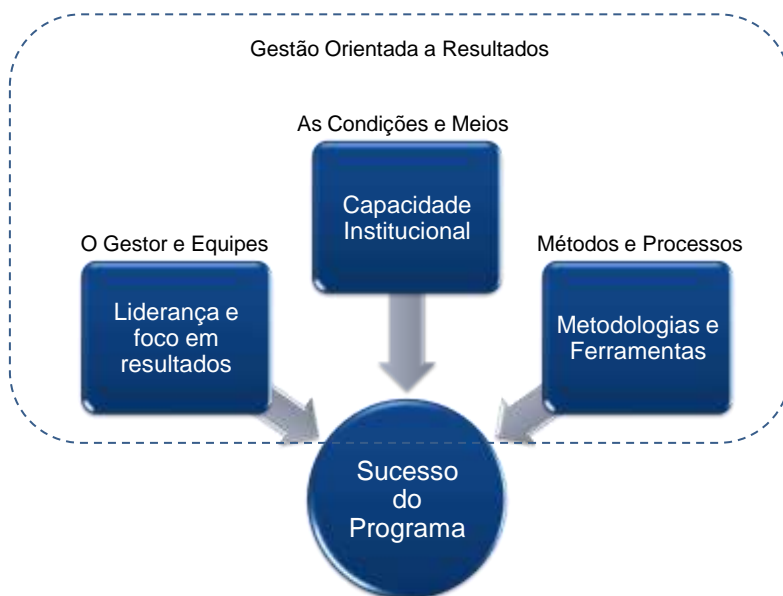 Gestão Orientada a Resultados
As Condições e Meios
Capacidade
Institucional
O Gestor e Equipes
Liderança e
foco em
resultados
Métodos e Processos
Metodologias e
Ferramentas
Sucesso
do
Programa